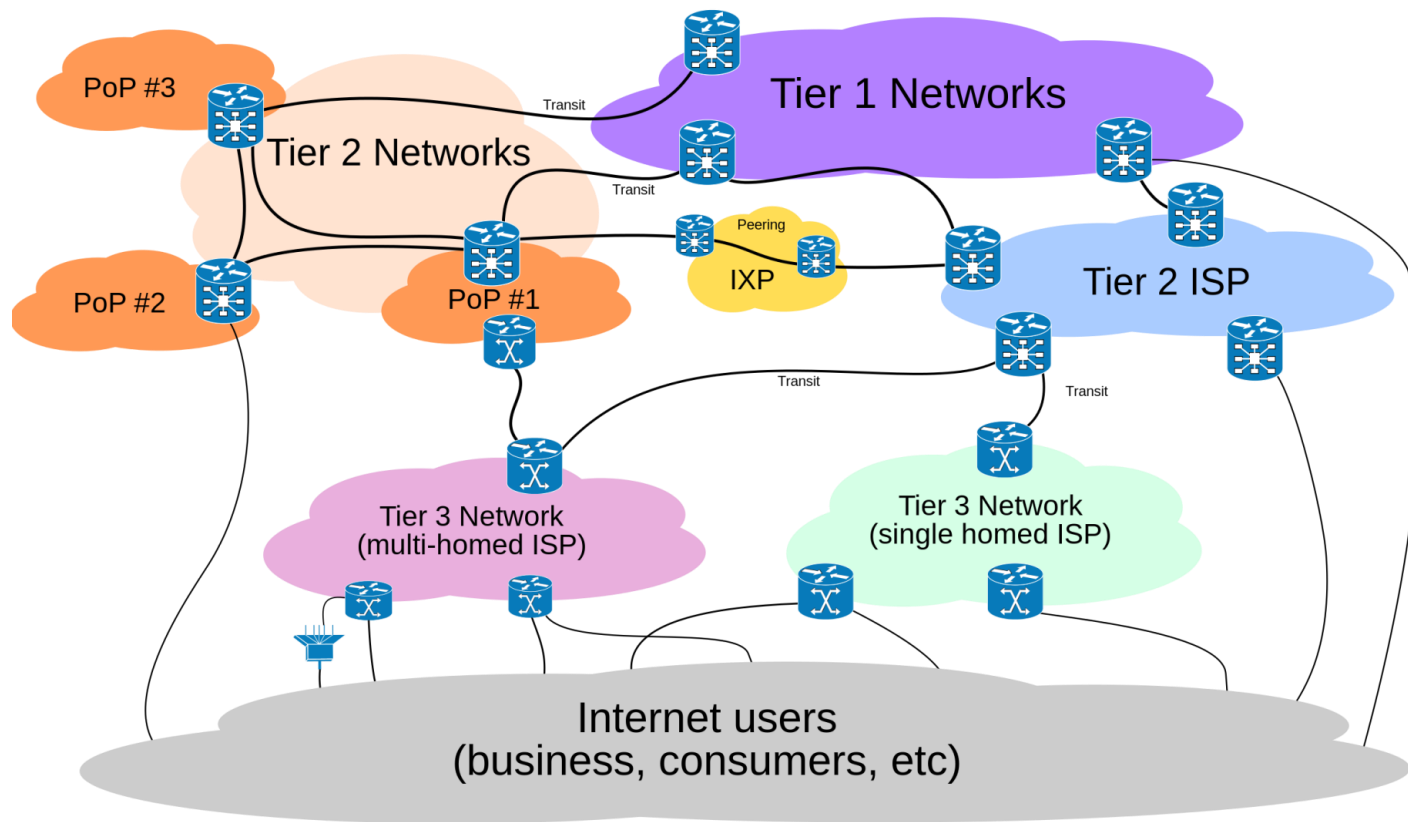 PoP #3
Transit
Tier 1 Networks
Tier 2 Networks
Transit
Peering
IXP
PoP #2
PoP #1
Tier 2 ISP
Transit
Transit
Tier 3 Network
(multi-homed ISP)
Tier 3 Network
(single homed ISP)
Internet users
(business, consumers, etc)